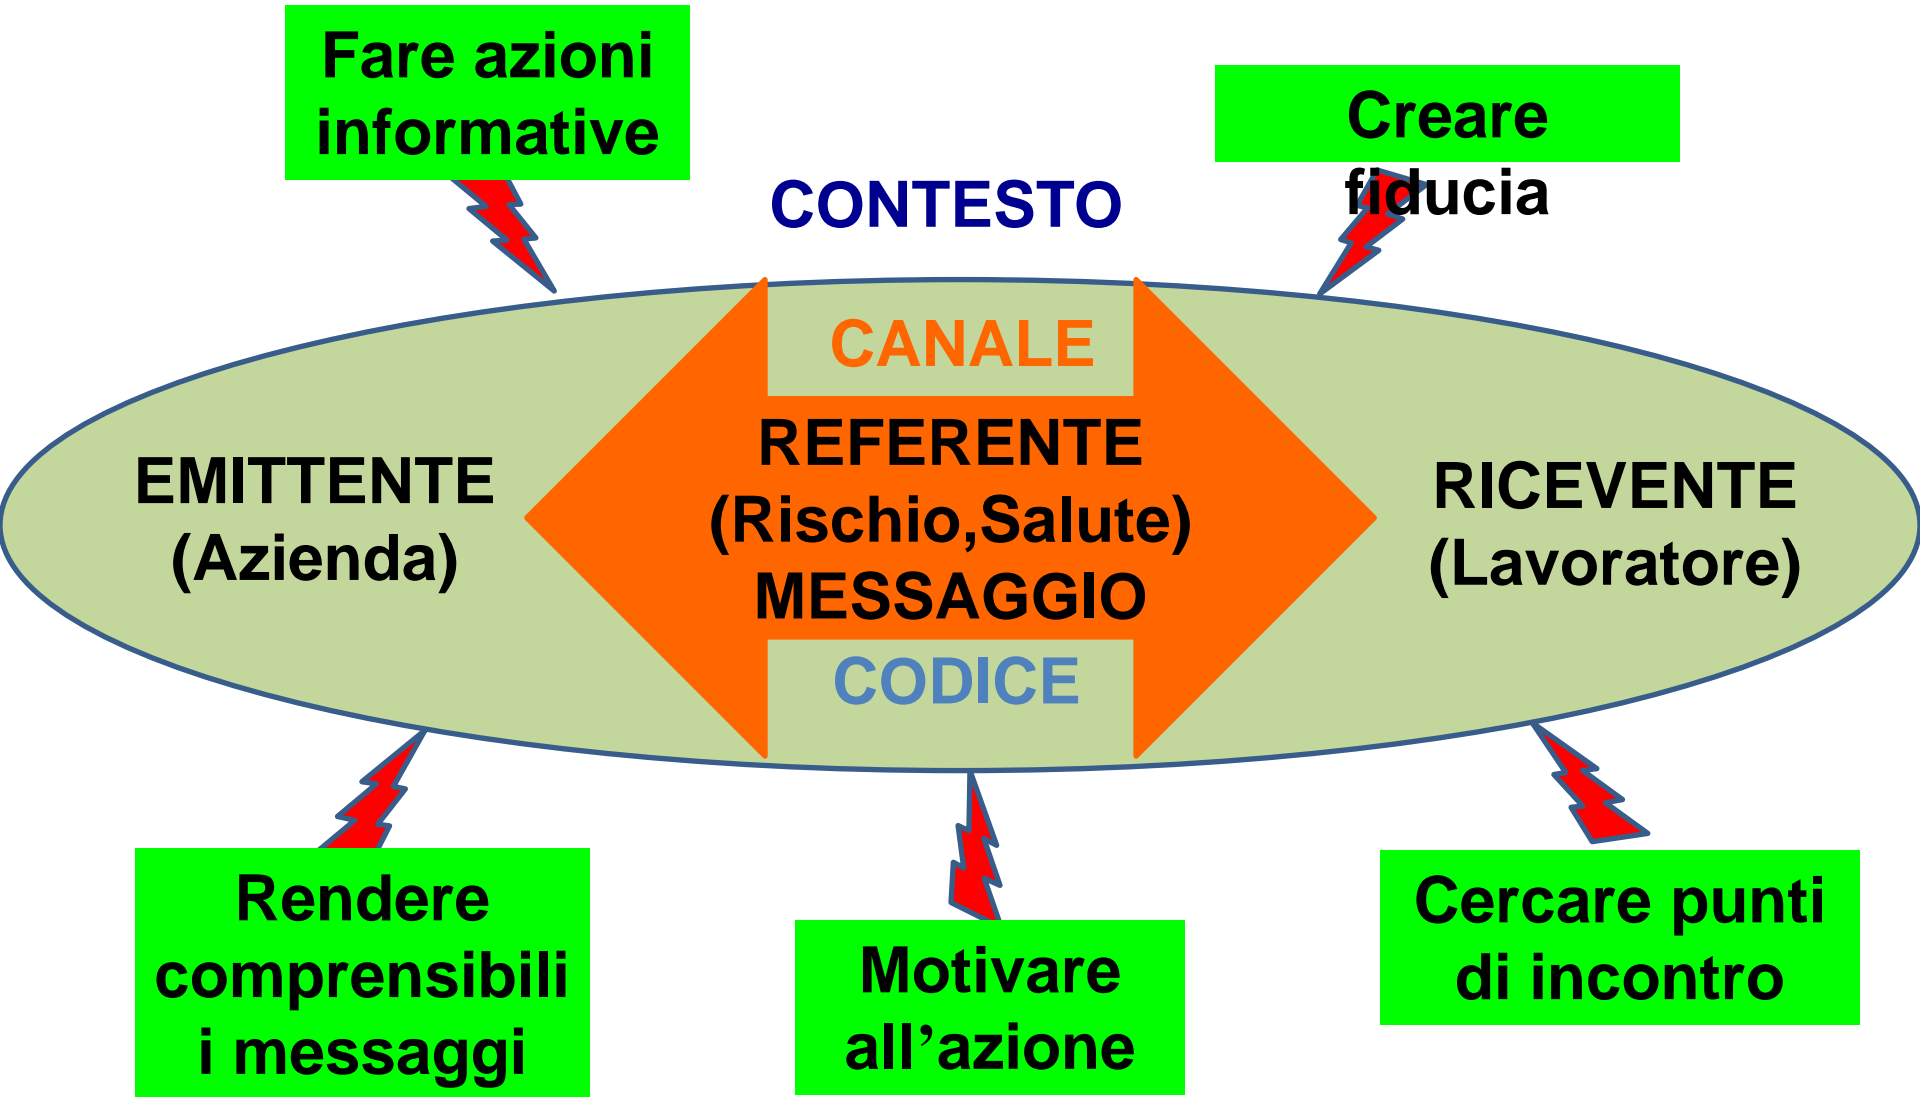 Fare azioni
informative
Creare
fiducia
CONTESTO
CANALE
REFERENTE
(Rischio,Salute)
MESSAGGIO
CODICE
EMITTENTE
(Azienda)
RICEVENTE
(Lavoratore)
Rendere
comprensibili
i messaggi
Motivare
all’azione
Cercare punti
di incontro